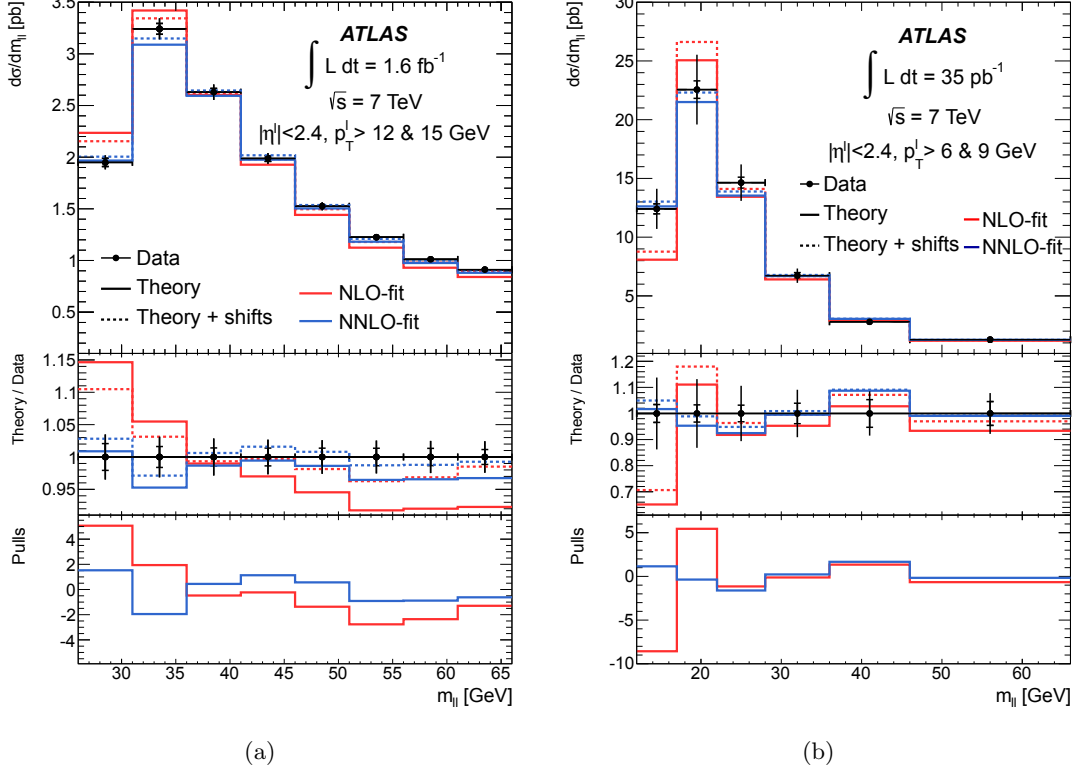 dσ/dm_ll [pb]
ATLAS
∫ L dt = 1.6 fb⁻¹
√s = 7 TeV
|η^l|<2.4, p_T^l > 12 & 15 GeV
3.5
3
2.5
2
1.5
1
0.5
Data
Theory
Theory + shifts
NLO-fit
NNLO-fit
Theory / Data
1.15
1.1
1.05
1
0.95
Pulls
4
2
0
-2
-4
30 35 40 45 50 55 60 65
m_ll [GeV]
(a)
dσ/dm_ll [pb]
ATLAS
∫ L dt = 35 pb⁻¹
√s = 7 TeV
|η^l|<2.4, p_T^l > 6 & 9 GeV
30
25
20
15
10
5
Data
Theory
Theory + shifts
NLO-fit
NNLO-fit
Theory / Data
1.2
1.1
1.0
0.9
0.8
0.7
Pulls
5
0
-5
-10
20 30 40 50 60
m_ll [GeV]
(b)